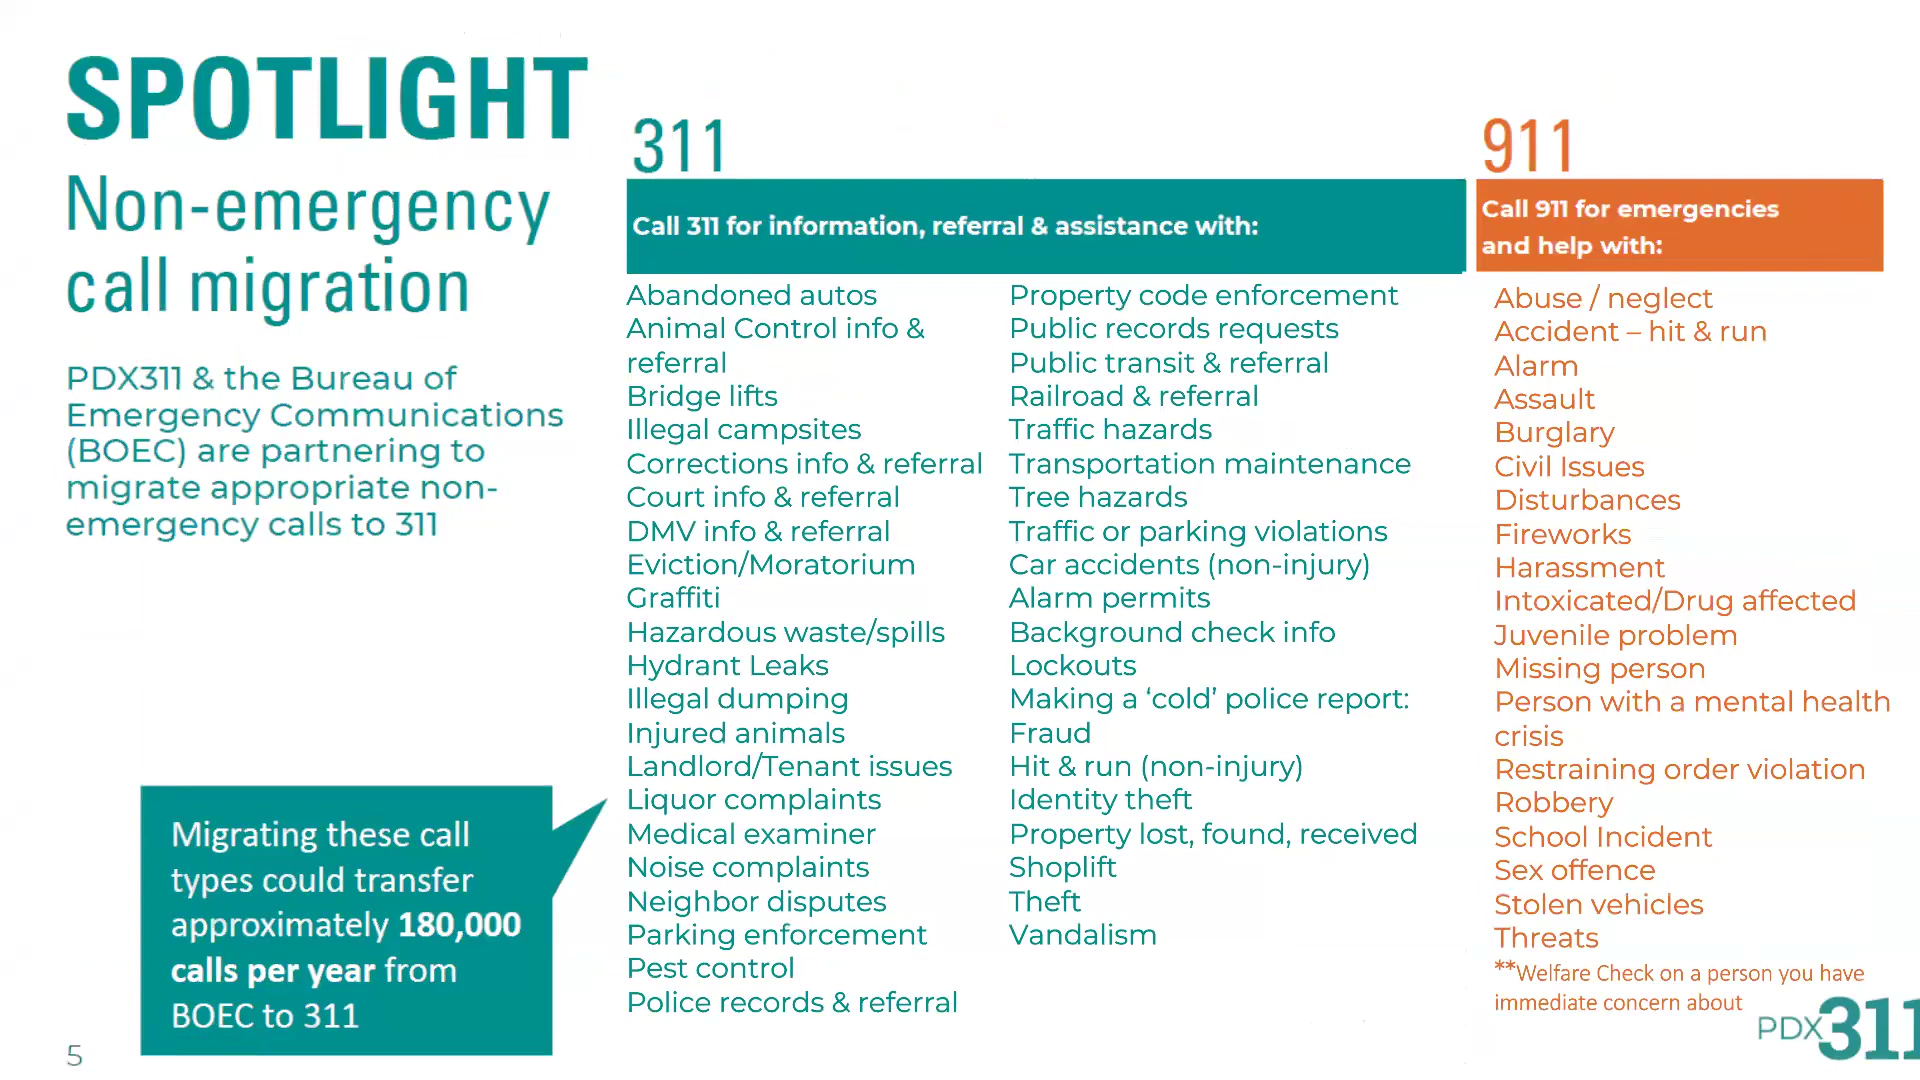 SPOTLIGHT
Non-emergency
call migration
PDX311 & the Bureau of
Emergency Communications
(BOEC) are partnering to
migrate appropriate non-
emergency calls to 311
Migrating these call
types could transfer
approximately 180,000
calls per year from
BOEC to 311
5
311
Call 311 for information, referral & assistance with:
Abandoned autos
Animal Control info &
referral
Bridge lifts
Illegal campsites
Corrections info & referral
Court info & referral
DMV info & referral
Eviction/Moratorium
Graffiti
Hazardous waste/spills
Hydrant Leaks
Illegal dumping
Injured animals
Landlord/Tenant issues
Liquor complaints
Medical examiner
Noise complaints
Neighbor disputes
Parking enforcement
Pest control
Police records & referral
Property code enforcement
Public records requests
Public transit & referral
Railroad & referral
Traffic hazards
Transportation maintenance
Tree hazards
Traffic or parking violations
Car accidents (non-injury)
Alarm permits
Background check info
Lockouts
Making a ‘cold’ police report:
Fraud
Hit & run (non-injury)
Identity theft
Property lost, found, received
Shoplift
Theft
Vandalism
911
Call 911 for emergencies
and help with:
Abuse / neglect
Accident – hit & run
Alarm
Assault
Burglary
Civil Issues
Disturbances
Fireworks
Harassment
Intoxicated/Drug affected
Juvenile problem
Missing person
Person with a mental health
crisis
Restraining order violation
Robbery
School Incident
Sex offence
Stolen vehicles
Threats
**Welfare Check on a person you have
immediate concern about
PDX311